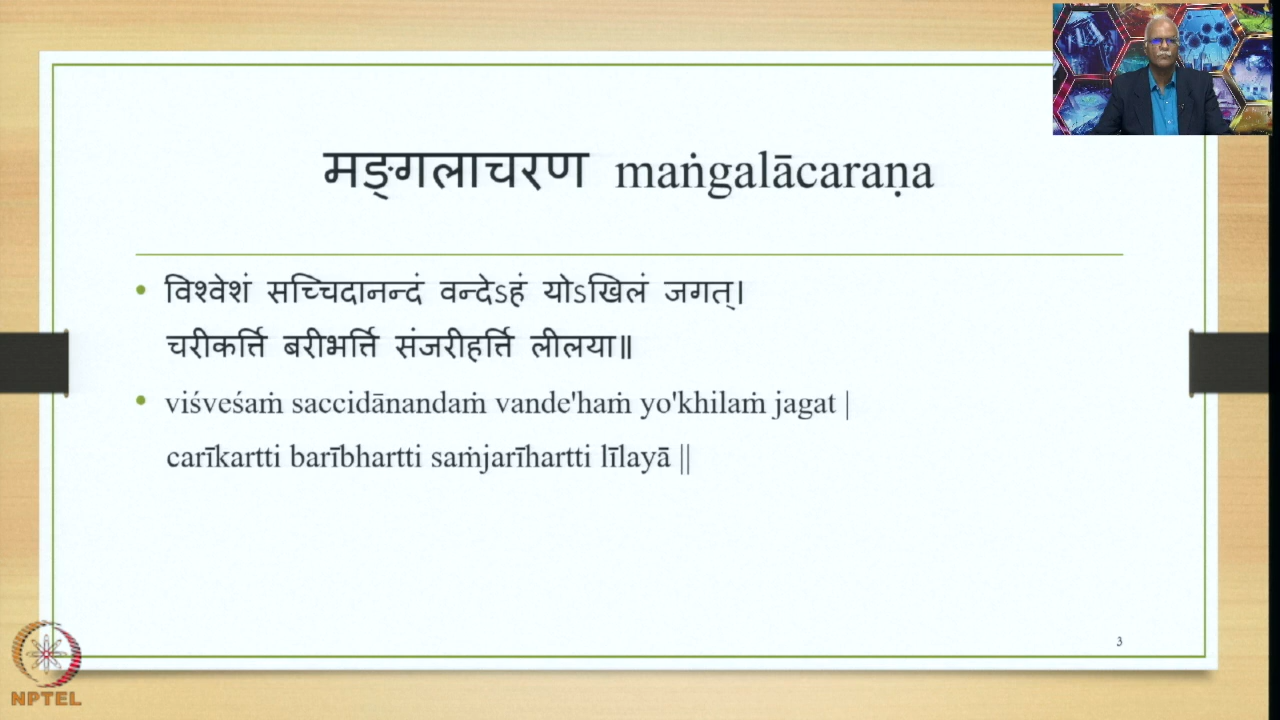 मङ्गलाचरण maṅgalācaraṇa
• विश्वेशं सच्चिदानन्दं वन्देऽहं योऽखिलं जगत्।
चरीकर्त्ति बरीभर्त्ति संजरीहर्त्ति लीलया॥
• viśveśaṁ saccidānandaṁ vande'haṁ yo'khilaṁ jagat |
carīkartti barībhartti saṁjarīhartti līlayā ||
3
NPTEL